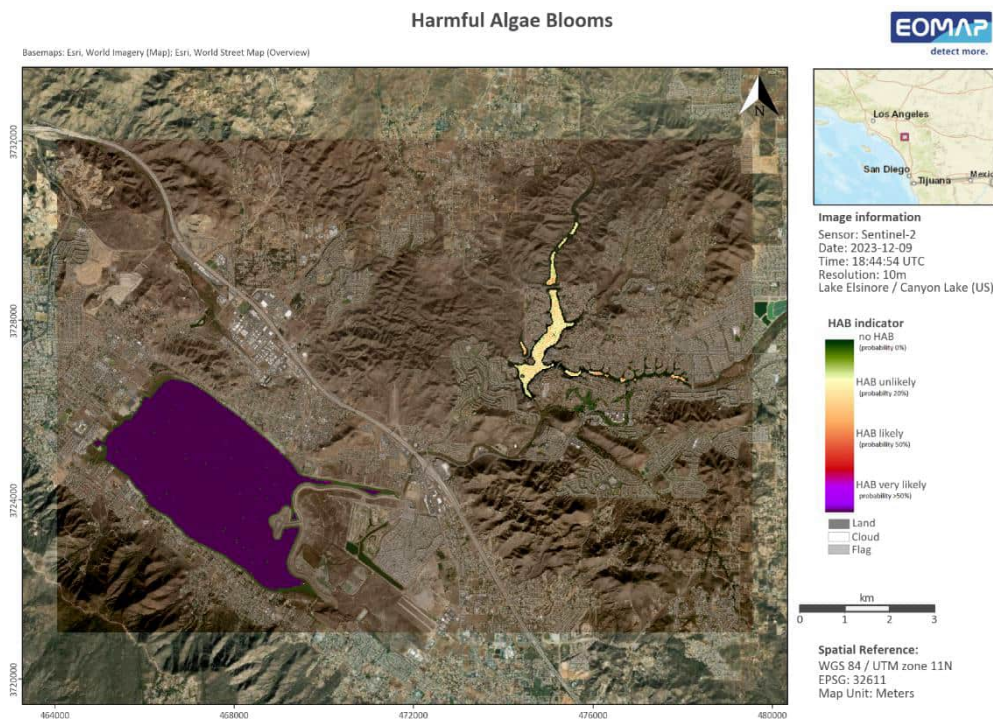 Harmful Algae Blooms
EOMAP
detect more.
Basemaps: Esri, World Imagery (Map); Esri, World Street Map (Overview)
N
Los Angeles
San Diego
Tijuana
Mexic
Image information
Sensor: Sentinel-2
Date: 2023-12-09
Time: 18:44:54 UTC
Resolution: 10m
Lake Elsinore / Canyon Lake (US)
HAB indicator
no HAB
(probability 0%)
HAB unlikely
(probablity 20%)
HAB likely
(probability 50%)
HAB very likely
probability >50%)
Land
Cloud
Flag
km
0 1 2 3
Spatial Reference:
WGS 84 / UTM zone 11N
EPSG: 32611
Map Unit: Meters
3732000
3728000
3724000
3720000
464000 468000 472000 476000 480000